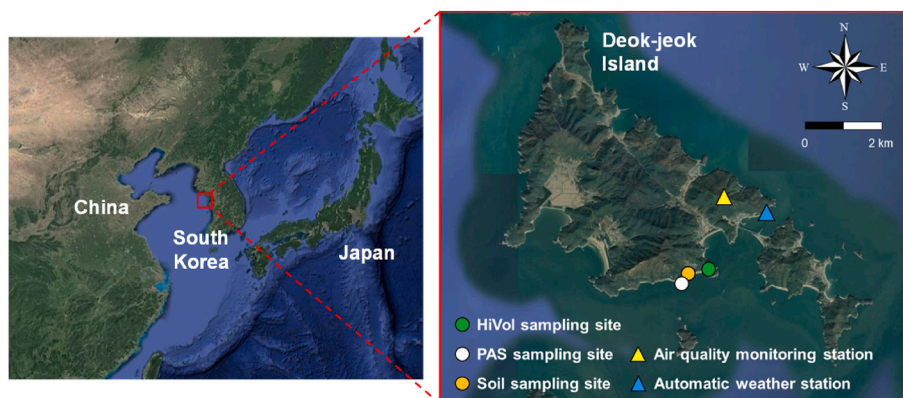 China
South
Korea
Japan
Deok-jeok
Island
N
W
E
S
0
2 km
HiVol sampling site
PAS sampling site
Air quality monitoring station
Soil sampling site
Automatic weather station